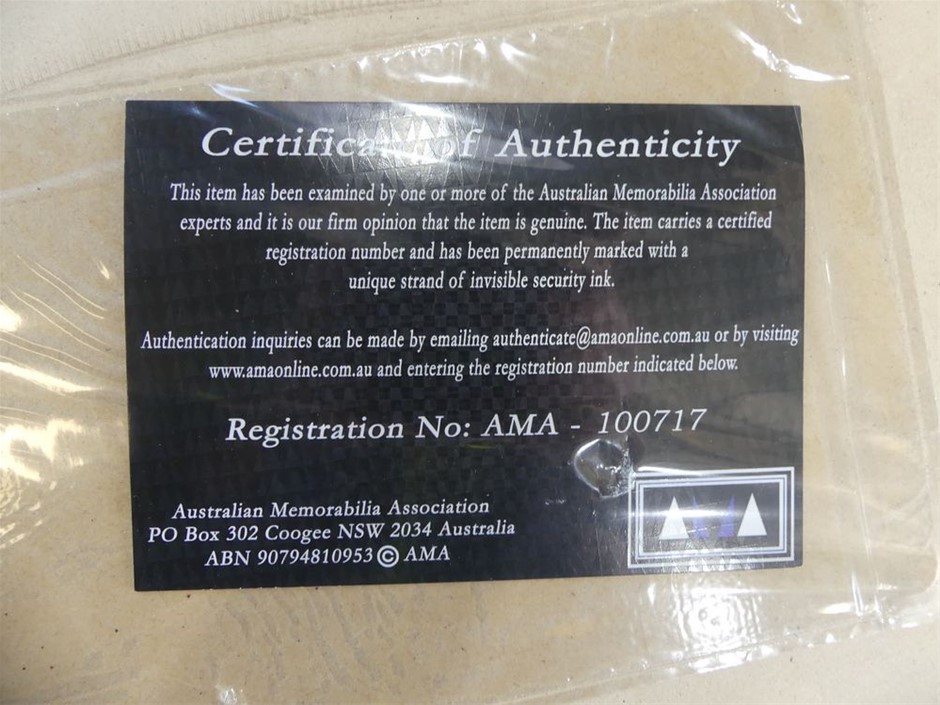 Certificate of Authenticity
This item has been examined by one or more of the Australian Memorabilia Association
experts and it is our firm opinion that the item is genuine. The item carries a certified
registration number and has been permanently marked with a
unique strand of invisible security ink.
Authentication inquiries can be made by emailing authenticate@amaonline.com.au or by visiting
www.amaonline.com.au and entering the registration number indicated below.
Registration No: AMA - 100717
Australian Memorabilia Association
PO Box 302 Coogee NSW 2034 Australia
ABN 90794810953 © AMA
AMA